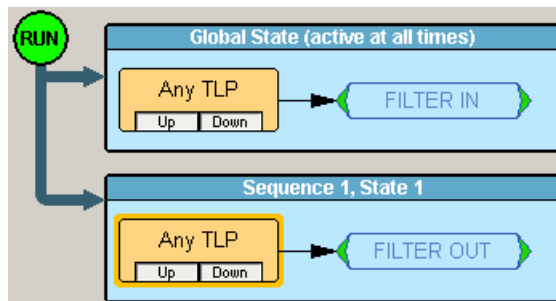 RUN
Global State (active at all times)
Any TLP
Up Down
FILTER IN
Sequence 1, State 1
Any TLP
Up Down
FILTER OUT